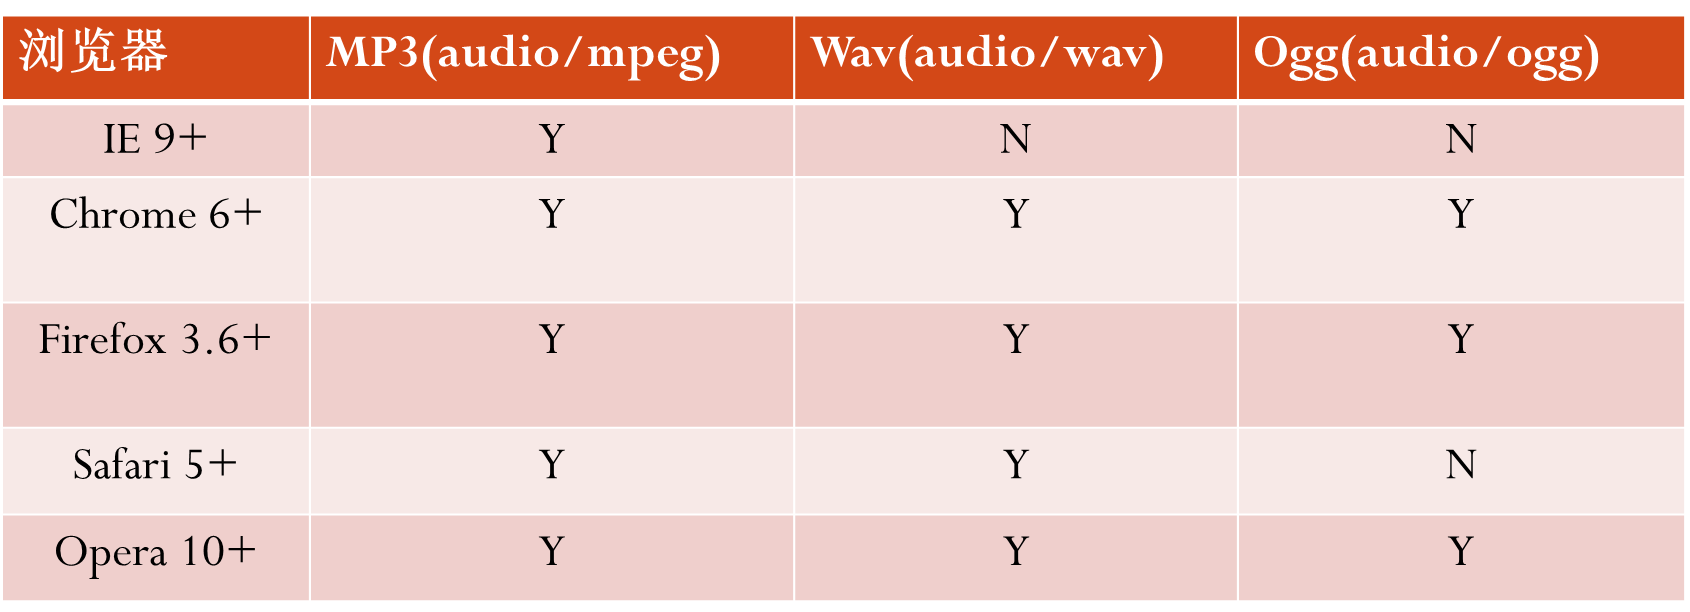 浏览器 MP3(audio/mpeg) Wav(audio/wav) Ogg(audio/ogg)
IE 9+ Y N N
Chrome 6+ Y Y Y
Firefox 3.6+ Y Y Y
Safari 5+ Y Y N
Opera 10+ Y Y Y